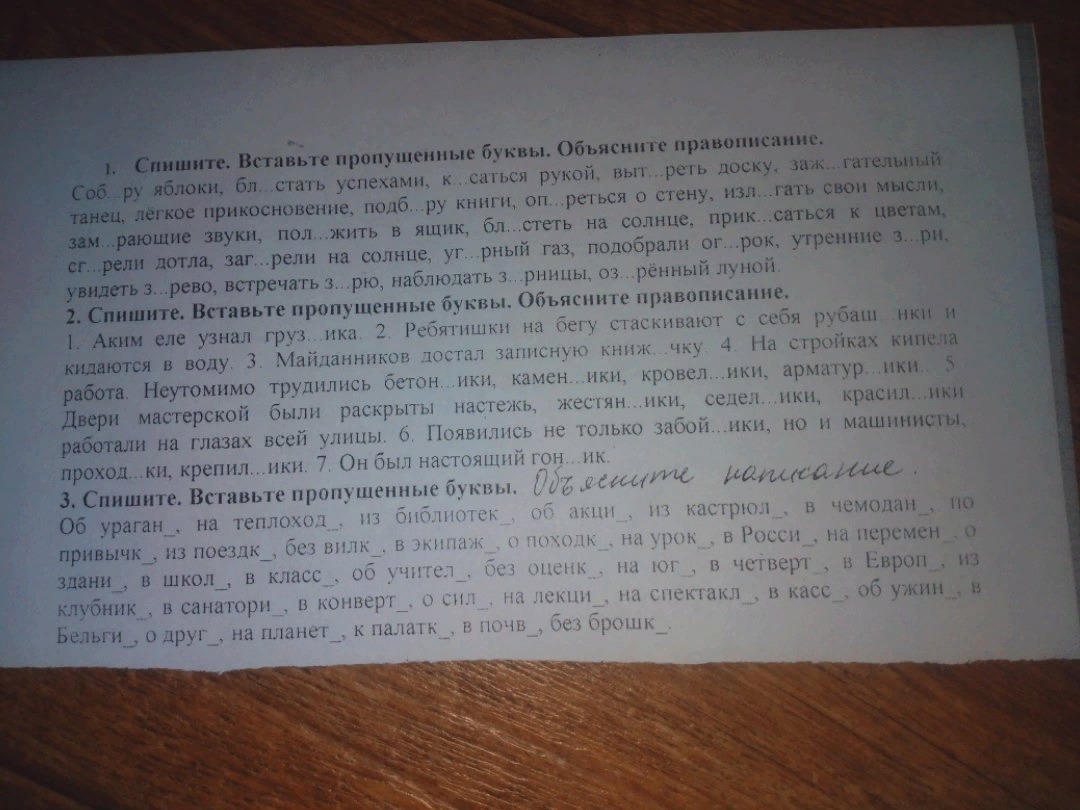 1. Спишите. Вставьте пропущенные буквы. Объясните правописание.
Соб...ру яблоки, бл...стать успехами, к...саться рукой, выт...реть доску, заж...гательный
танец, лёгкое прикосновение, подб...ру книги, оп...реться о стену, изл...гать свои мысли,
зам...рающие звуки, пол...жить в ящик, бл...стеть на солнце, прик...саться к цветам,
сг...рели дотла, заг...рели на солнце, уг...рный газ, подобрали ог...рок, утренние з...ри,
увидеть з...рево, встречать з...рю, наблюдать з...рницы, оз...рённый луной.
2. Спишите. Вставьте пропущенные буквы. Объясните правописание.
1. Аким еле узнал груз...ика. 2. Ребятишки на бегу стаскивают с себя рубаш...нки и
кидаются в воду. 3. Майданников достал записную книж...чку. 4. На стройках кипела
работа. Неутомимо трудились бетон...ики, камен...ики, кровел...ики, арматур...ики. 5.
Двери мастерской были раскрыты настежь, жестян...ики, седел...ики, красил...ики
работали на глазах всей улицы. 6. Появились не только забой...ики, но и машинисты,
проход...ки, крепил...ики. 7. Он был настоящий гон...ик.
3. Спишите. Вставьте пропущенные буквы. Объясните написание.
Об ураган_, на теплоход_, из библиотек_, об акци_, из кастрюл_, в чемодан_, по
привычк_, из поездк_, без вилк_, в экипаж_, о походк_, на урок_, в Росси_, на перемен_, о
здани_, в школ_, в класс_, об учител_, без оценк_, на юг_, в четверт_, в Европ_, из
клубник_, в санатори_, в конверт_, о сил_, на лекци_, на спектакл_, в касс_, об ужин_, в
Бельги_, о друг_, на планет_, к палатк_, в почв_, без брошк_.